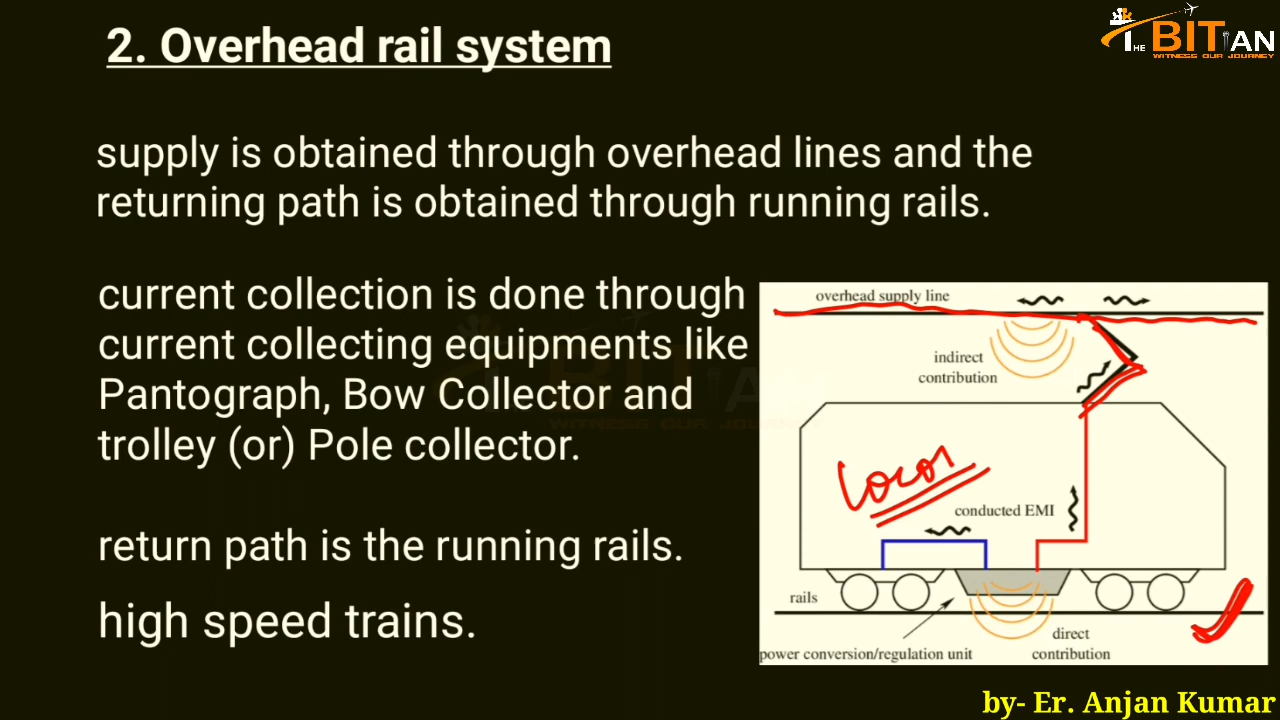 2. Overhead rail system
THE BITIAN
WITNESS OUR JOURNEY
supply is obtained through overhead lines and the
returning path is obtained through running rails.
current collection is done through
current collecting equipments like
Pantograph, Bow Collector and
trolley (or) Pole collector.
return path is the running rails.
high speed trains.
overhead supply line
indirect
contribution
conducted EMI
rails
direct
contribution
power conversion/regulation unit
by- Er. Anjan Kumar